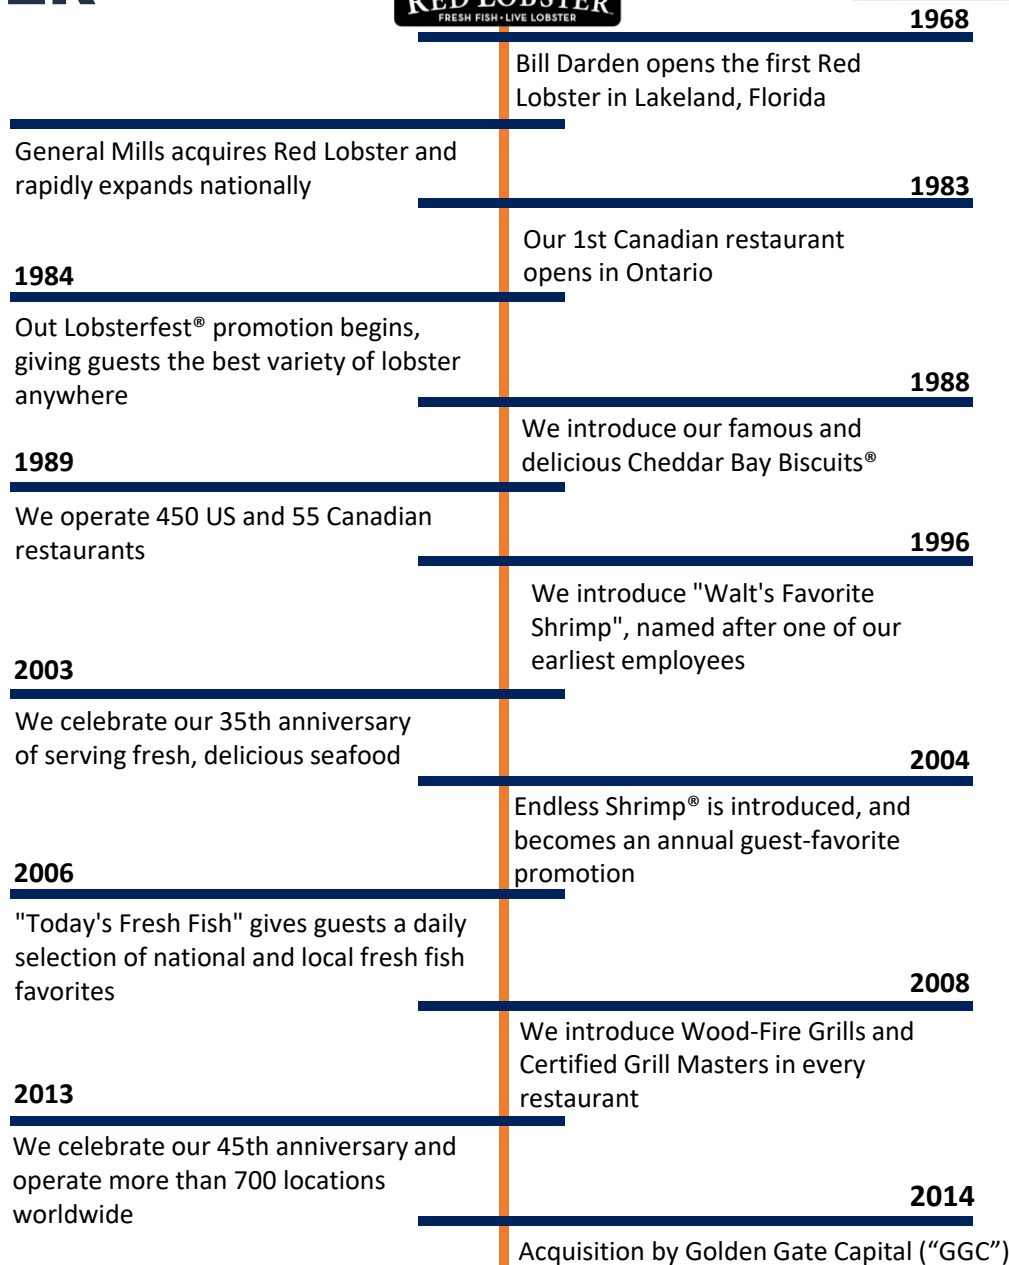 RED LOBSTER
FRESH FISH • LIVE LOBSTER
1968
Bill Darden opens the first Red
Lobster in Lakeland, Florida
General Mills acquires Red Lobster and
rapidly expands nationally
1983
Our 1st Canadian restaurant
opens in Ontario
1984
Out Lobsterfest® promotion begins,
giving guests the best variety of lobster
anywhere
1988
We introduce our famous and
delicious Cheddar Bay Biscuits®
1989
We operate 450 US and 55 Canadian
restaurants
1996
We introduce "Walt's Favorite
Shrimp", named after one of our
earliest employees
2003
We celebrate our 35th anniversary
of serving fresh, delicious seafood
2004
Endless Shrimp® is introduced, and
becomes an annual guest-favorite
promotion
2006
"Today's Fresh Fish" gives guests a daily
selection of national and local fresh fish
favorites
2008
We introduce Wood-Fire Grills and
Certified Grill Masters in every
restaurant
2013
We celebrate our 45th anniversary and
operate more than 700 locations
worldwide
2014
Acquisition by Golden Gate Capital (“GGC”)